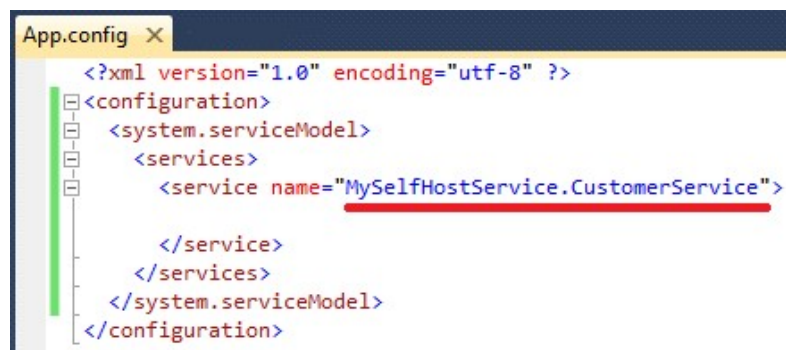 App.config ×
<?xml version="1.0" encoding="utf-8" ?>
<configuration>
<system.serviceModel>
<services>
<service name="MySelfHostService.CustomerService">
</service>
</services>
</system.serviceModel>
</configuration>